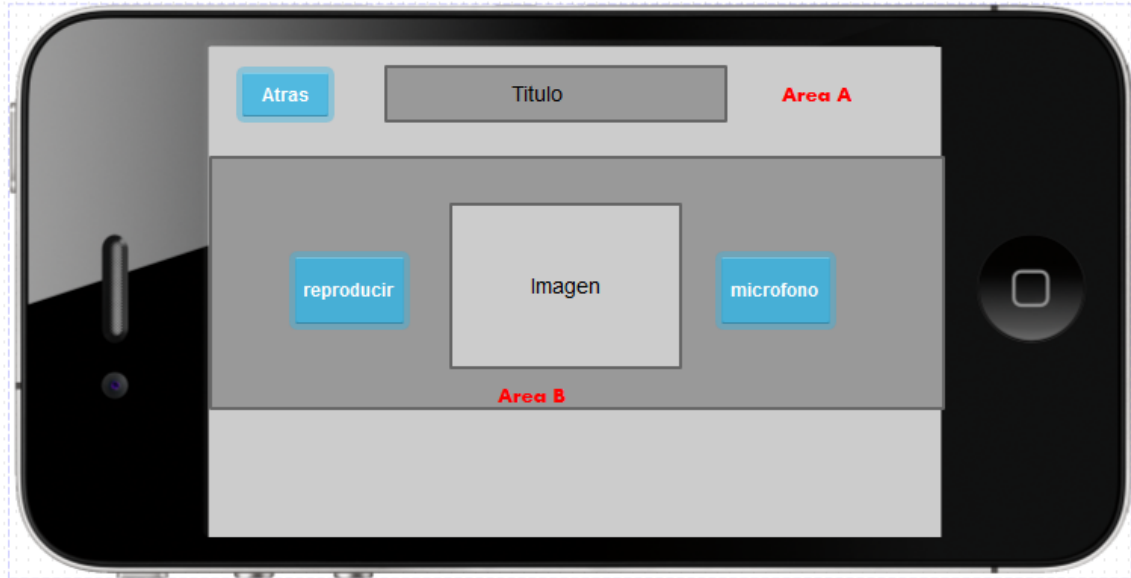 Atras
Titulo
Area A
reproducir
Imagen
microfono
Area B